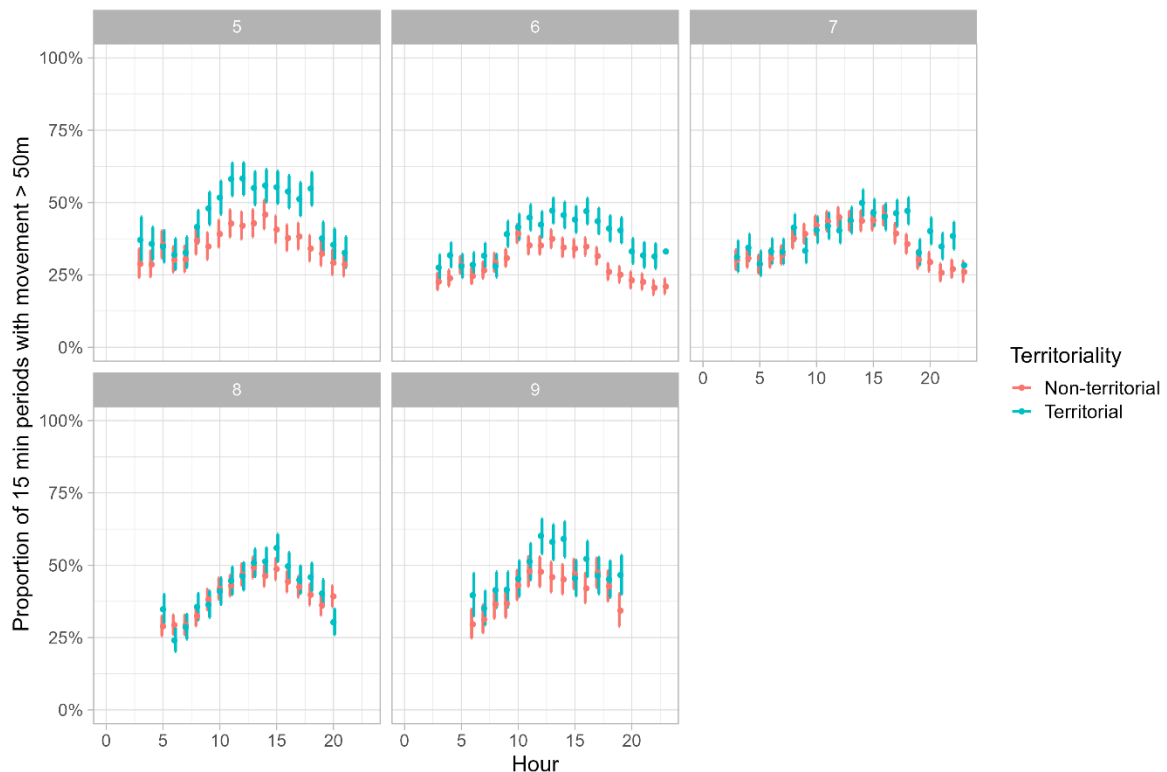 Proportion of 15 min periods with movement > 50m
5
6
7
100%
75%
50%
25%
0%
0 5 10 15 20
8
9
100%
75%
50%
25%
0%
0 5 10 15 20
0 5 10 15 20
Hour
Territoriality
Non-territorial
Territorial